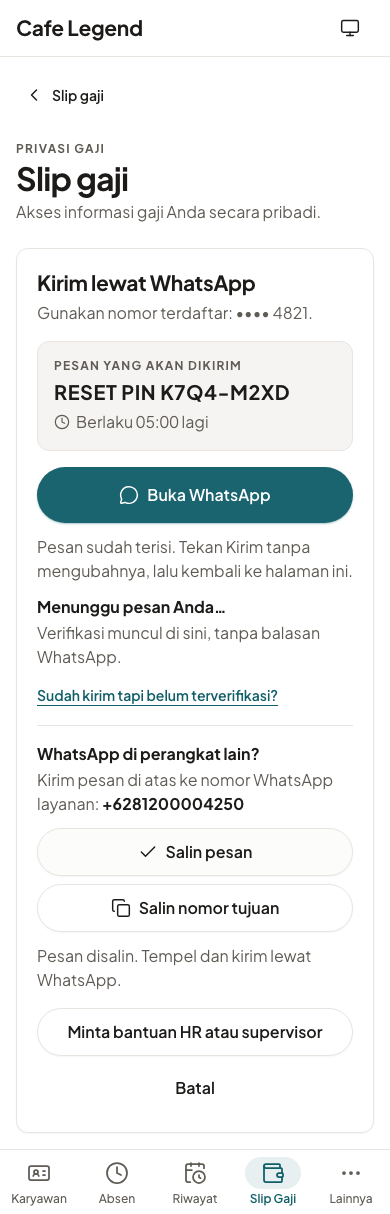 Cafe Legend
Slip gaji
PRIVASI GAJI
Slip gaji
Akses informasi gaji Anda secara pribadi.
Kirim lewat WhatsApp
Gunakan nomor terdaftar: •••• 4821.
PESAN YANG AKAN DIKIRIM
RESET PIN K7Q4-M2XD
Berlaku 05:00 lagi
Buka WhatsApp
Pesan sudah terisi. Tekan Kirim tanpa
mengubahnya, lalu kembali ke halaman ini.
Menunggu pesan Anda…
Verifikasi muncul di sini, tanpa balasan
WhatsApp.
Sudah kirim tapi belum terverifikasi?
WhatsApp di perangkat lain?
Kirim pesan di atas ke nomor WhatsApp
layanan: +6281200004250
Salin pesan
Salin nomor tujuan
Pesan disalin. Tempel dan kirim lewat
WhatsApp.
Minta bantuan HR atau supervisor
Batal
Karyawan Absen Riwayat Slip Gaji Lainnya